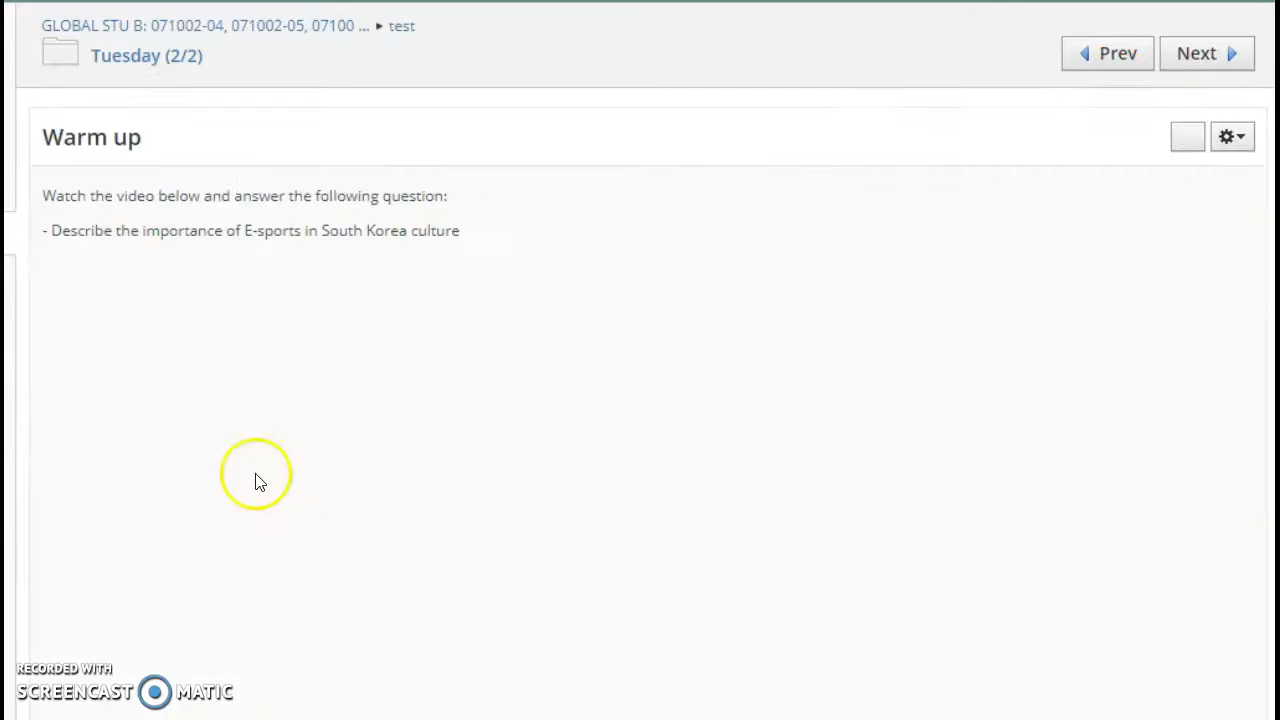 GLOBAL STU B: 071002-04, 071002-05, 07100 ... ▸ test
Tuesday (2/2)
Prev
Next
Warm up
Watch the video below and answer the following question:
- Describe the importance of E-sports in South Korea culture
RECORDED WITH
SCREENCAST MATIC